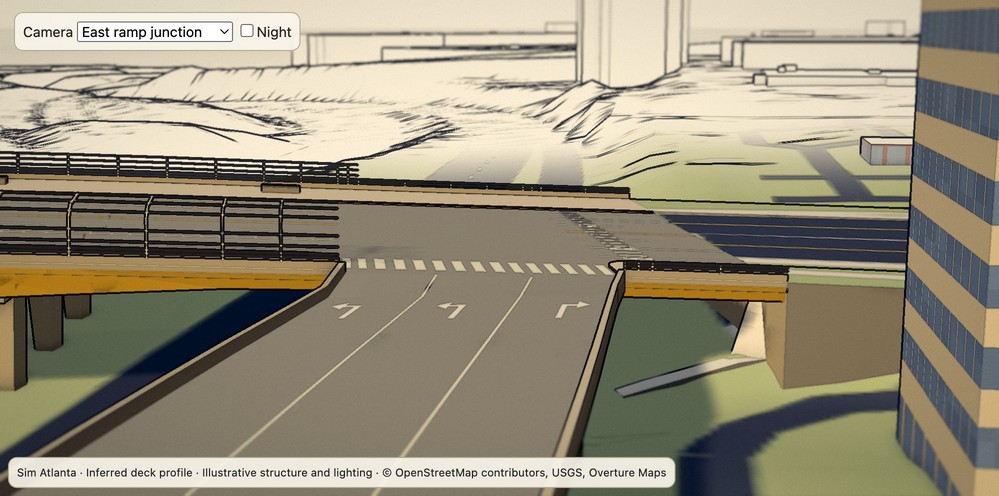 Camera East ramp junction Night
Sim Atlanta · Inferred deck profile · Illustrative structure and lighting · © OpenStreetMap contributors, USGS, Overture Maps